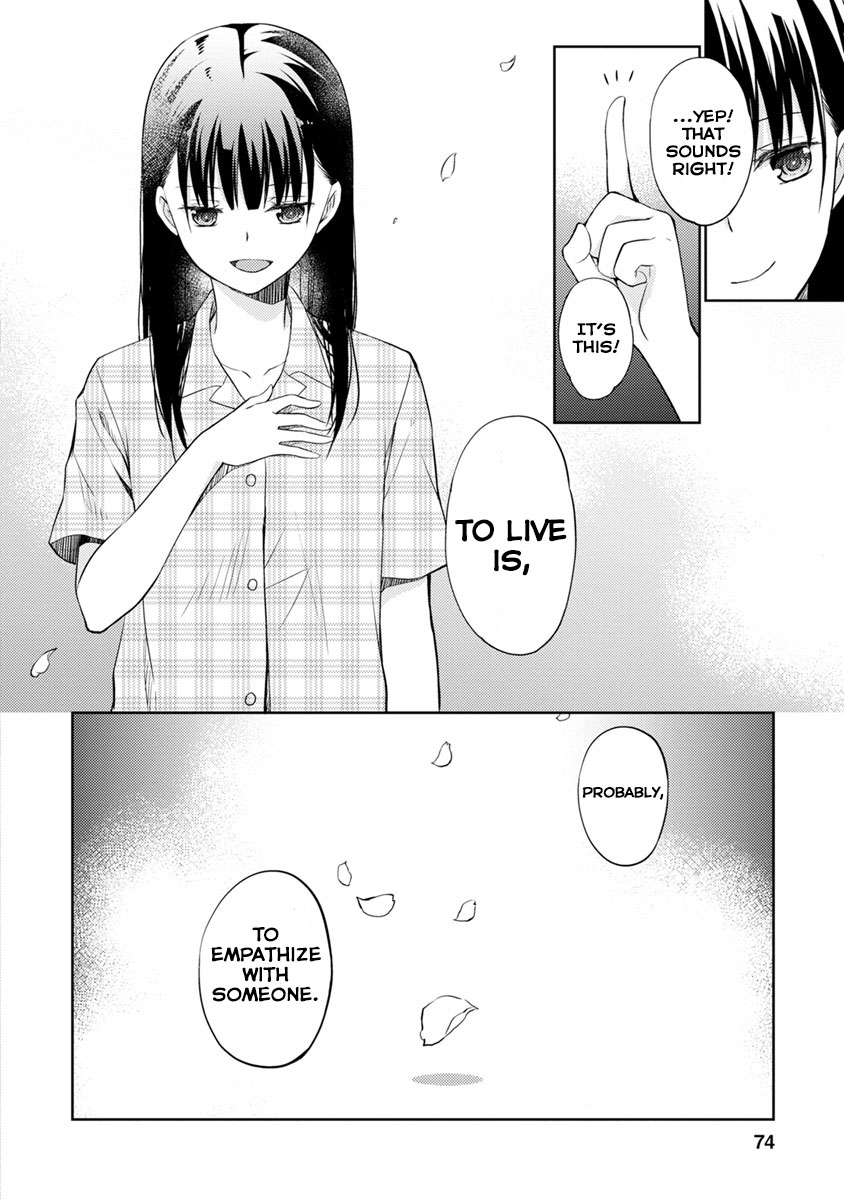 ...YEP!
THAT
SOUNDS
RIGHT!
IT'S
THIS!
TO LIVE
IS,
PROBABLY,
TO
EMPATHIZE
WITH
SOMEONE.
74